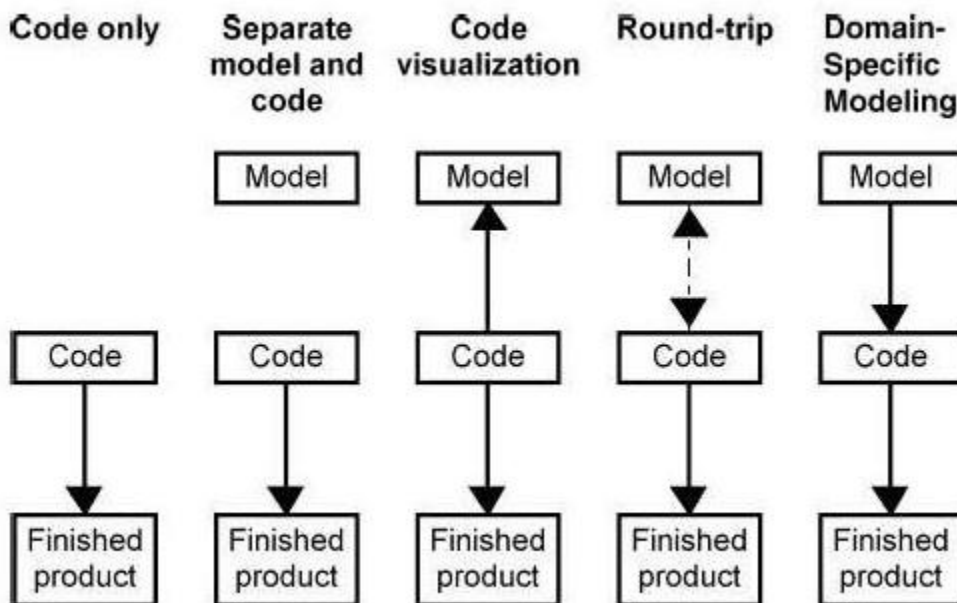 Code only
Separate
model and
code
Code
visualization
Round-trip
Domain-
Specific
Modeling
Model
Model
Model
Model
Code
Code
Code
Code
Code
Finished
product
Finished
product
Finished
product
Finished
product
Finished
product